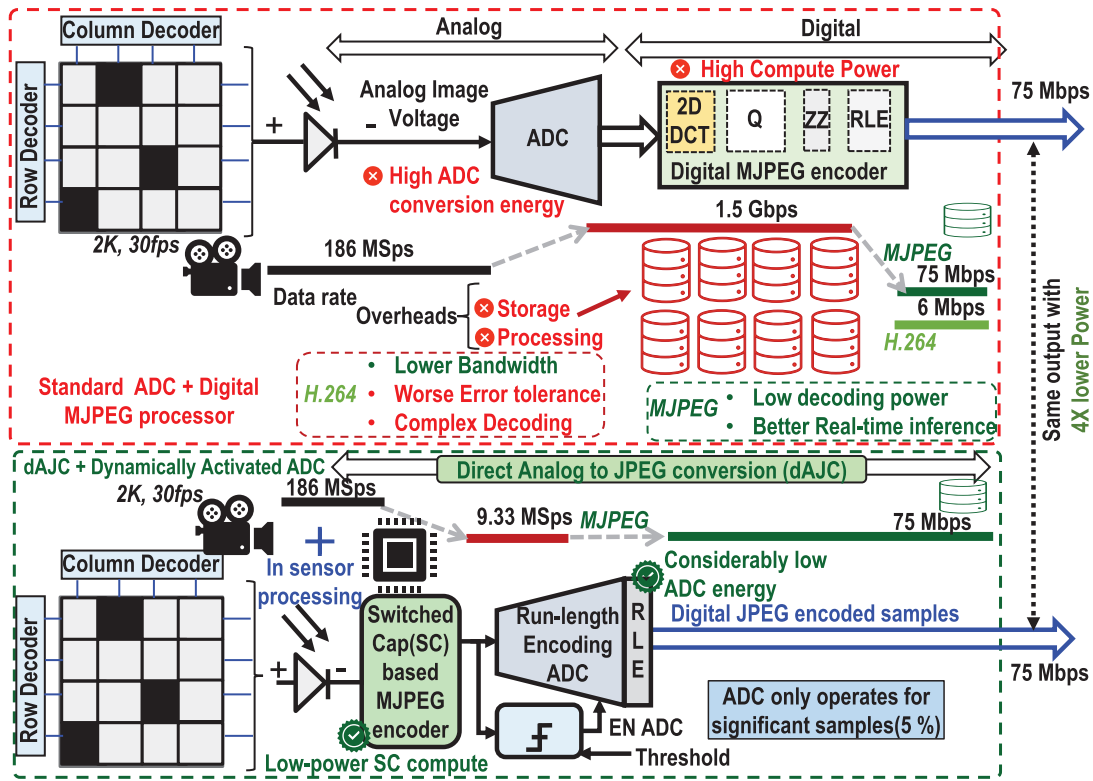 Column Decoder
Row Decoder
Analog
Digital
+
-
Analog Image
Voltage
High ADC
conversion energy
ADC
High Compute Power
2D
DCT
Q
ZZ
RLE
Digital MJPEG encoder
75 Mbps
2K, 30fps
186 MSps
Data rate
1.5 Gbps
MJPEG
75 Mbps
6 Mbps
H.264
Overheads
Storage
Processing
Standard ADC + Digital
MJPEG processor
H.264
• Lower Bandwidth
• Worse Error tolerance
• Complex Decoding
MJPEG
• Low decoding power
• Better Real-time inference
Same output with
4X lower Power
dAJC + Dynamically Activated ADC
Direct Analog to JPEG conversion (dAJC)
2K, 30fps
186 MSps
9.33 MSps
MJPEG
75 Mbps
+
In sensor
processing
Column Decoder
Row Decoder
+
-
Switched
Cap(SC)
based
MJPEG
encoder
Low-power SC compute
Run-length
Encoding
ADC
RLE
Considerably low
ADC energy
Digital JPEG encoded samples
75 Mbps
EN ADC
Threshold
ADC only operates for
significant samples(5 %)